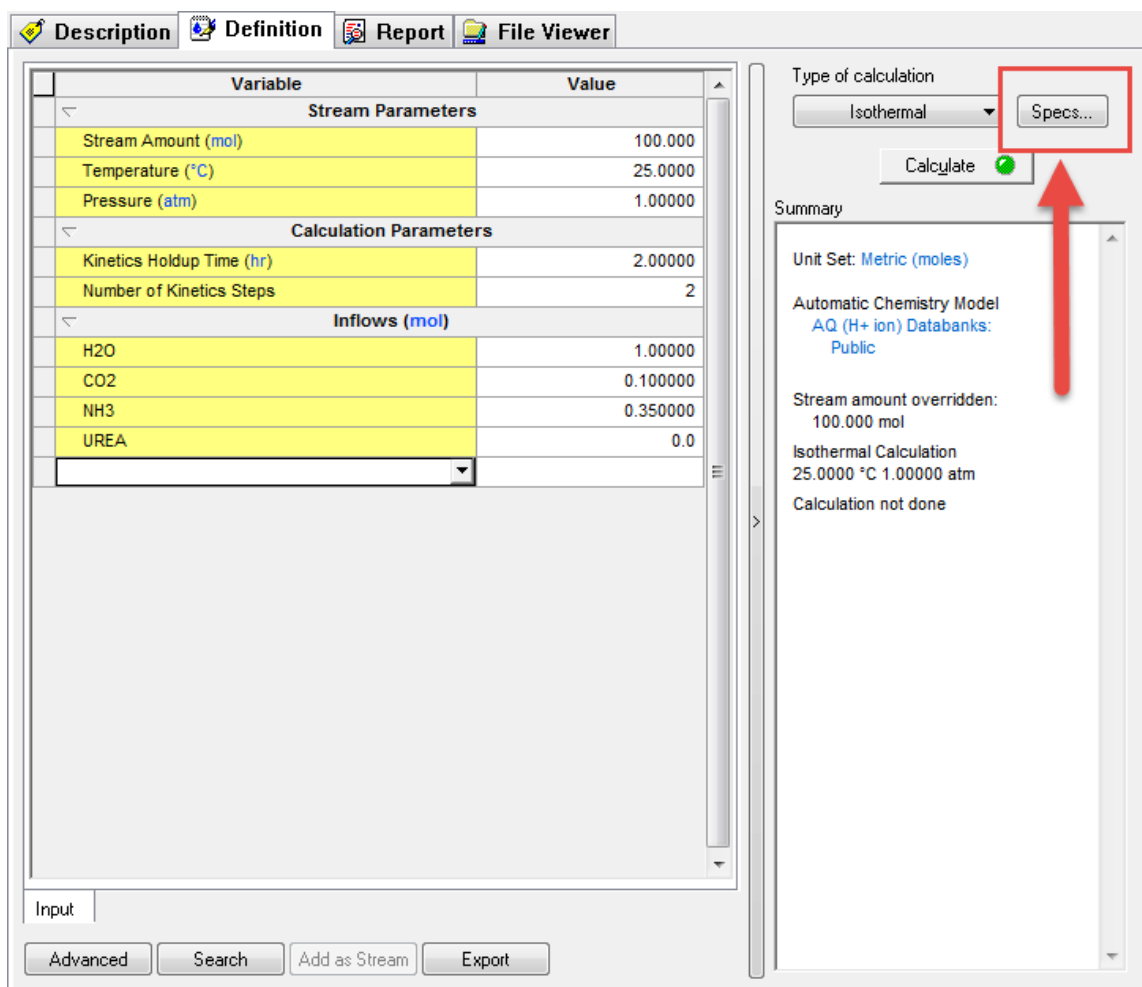 Description Definition Report File Viewer
Variable Value
Stream Parameters
Stream Amount (mol) 100.000
Temperature (°C) 25.0000
Pressure (atm) 1.00000
Calculation Parameters
Kinetics Holdup Time (hr) 2.00000
Number of Kinetics Steps 2
Inflows (mol)
H2O 1.00000
CO2 0.100000
NH3 0.350000
UREA 0.0
Input
Advanced Search Add as Stream Export
Type of calculation
Isothermal Specs...
Calculate
Summary
Unit Set: Metric (moles)
Automatic Chemistry Model
AQ (H+ ion) Databanks:
Public
Stream amount overridden:
100.000 mol
Isothermal Calculation
25.0000 °C 1.00000 atm
Calculation not done